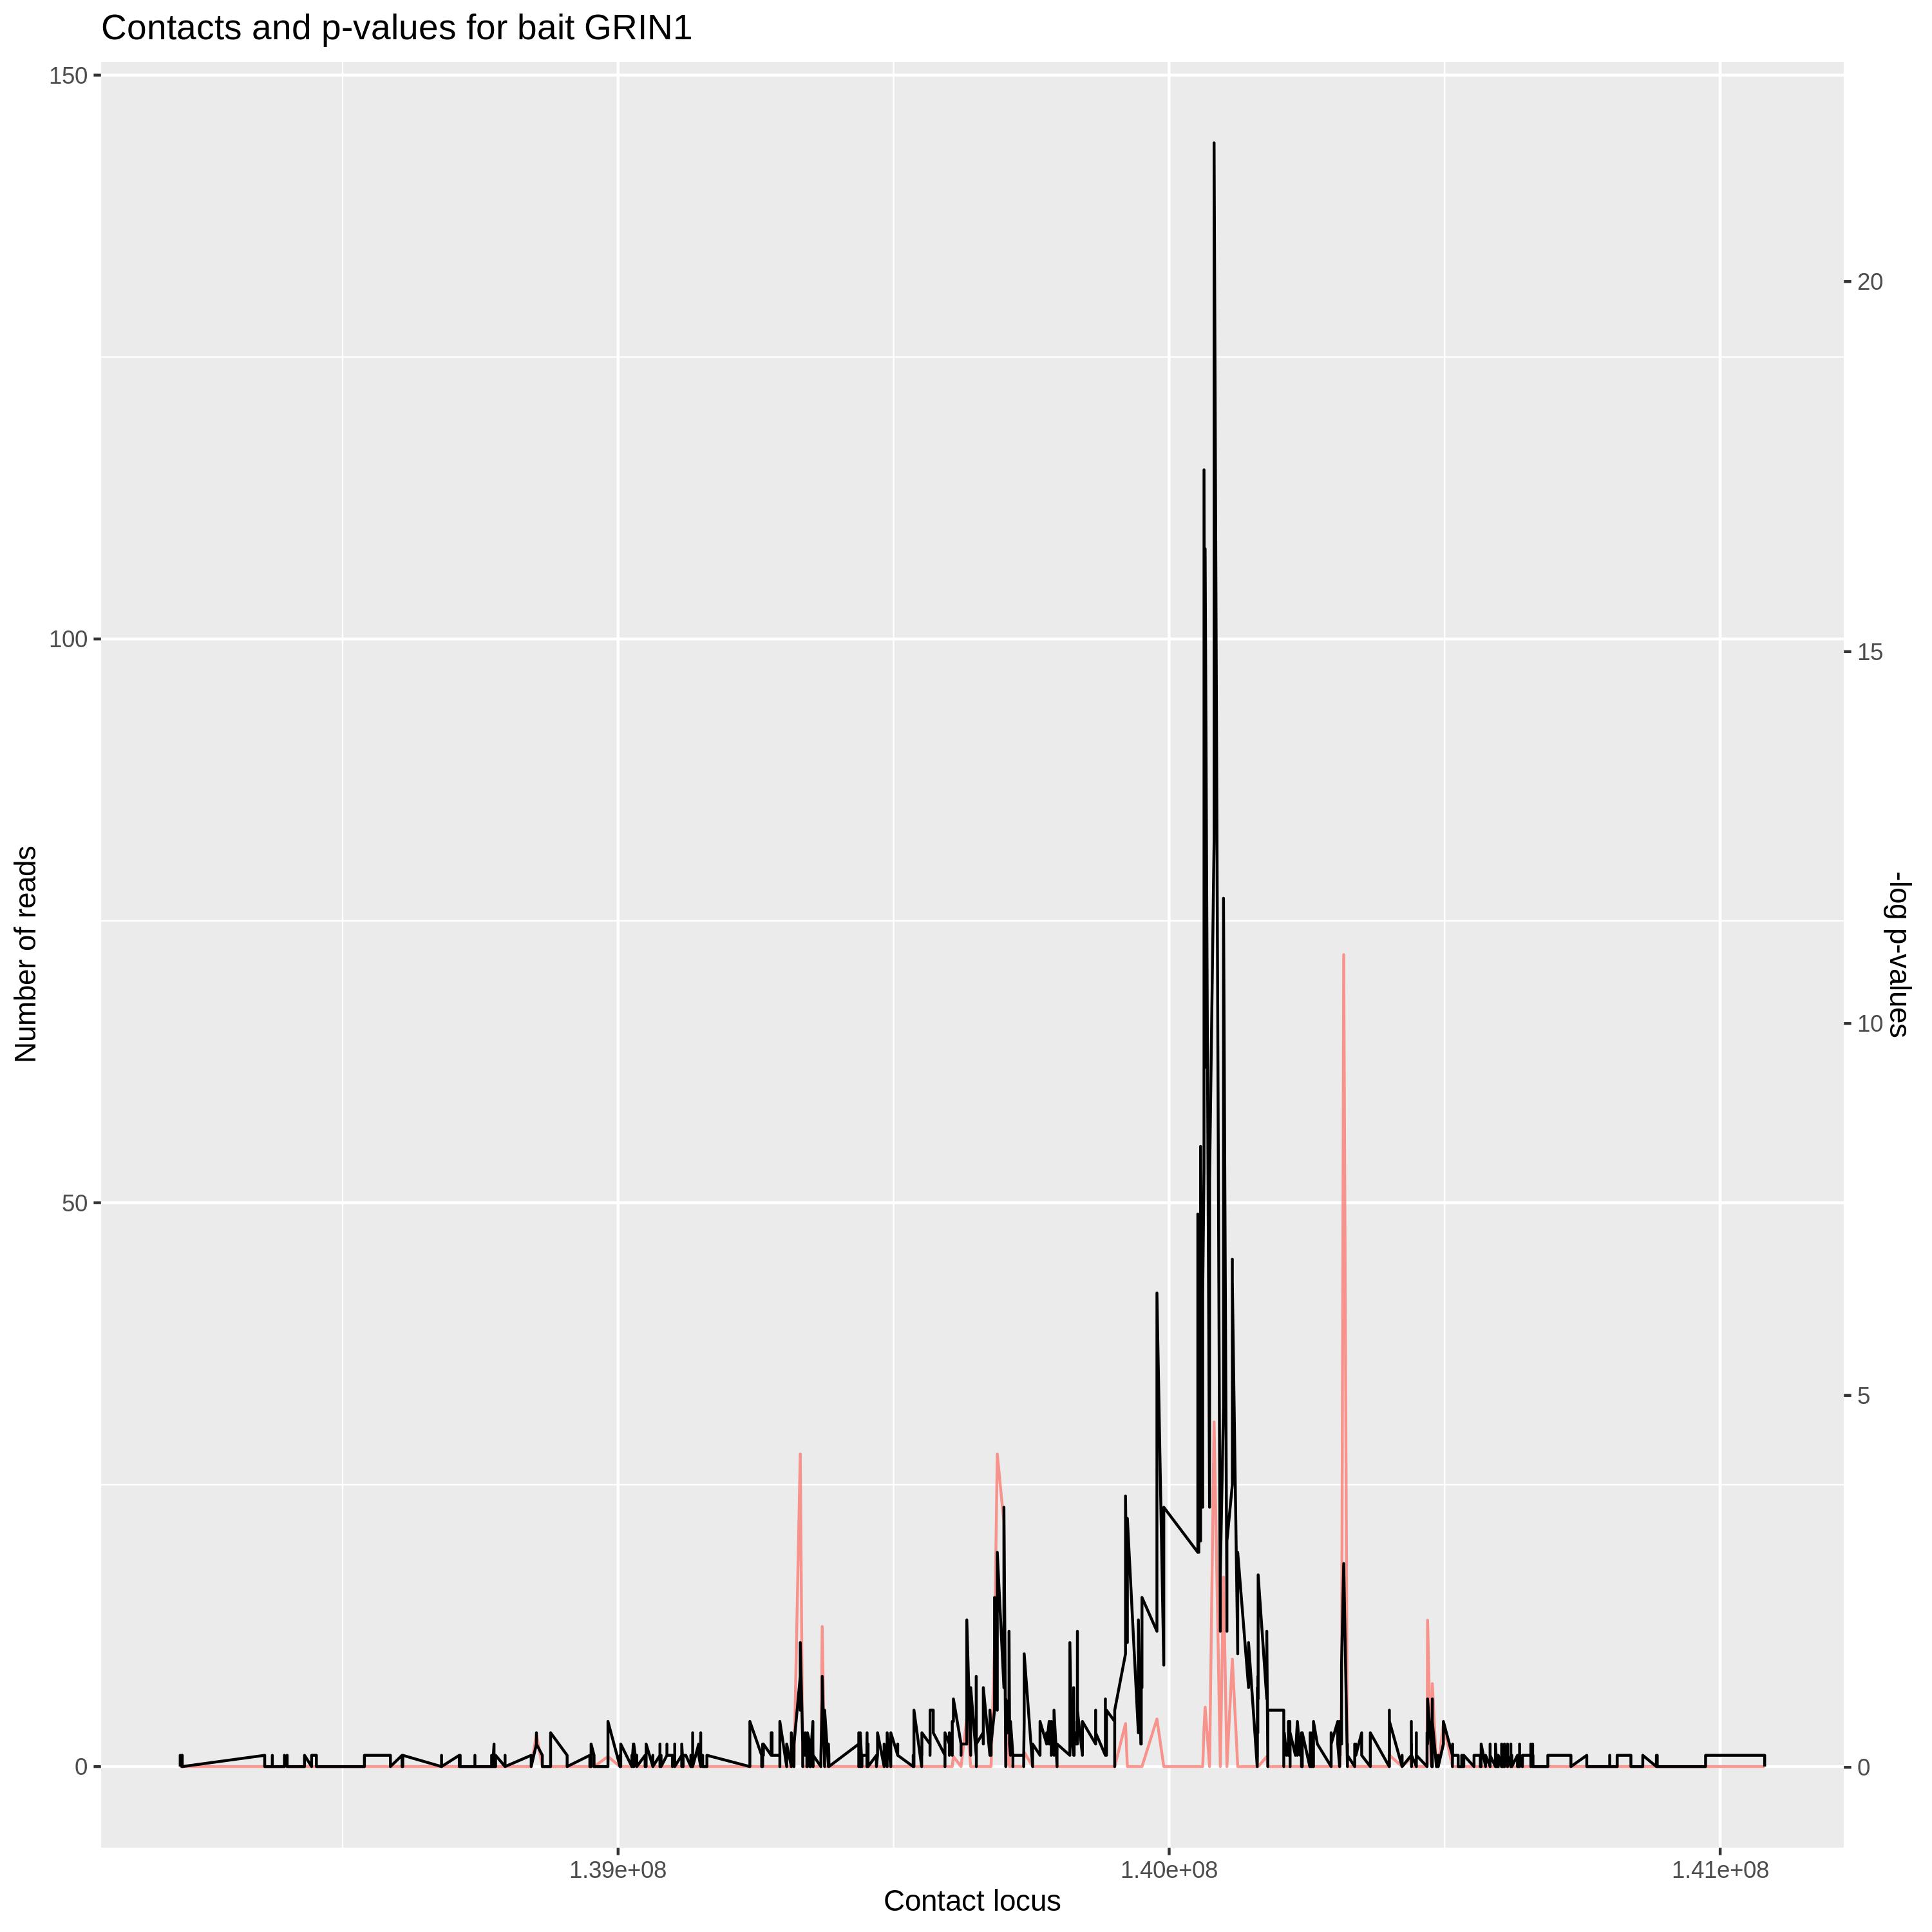 Contacts and p-values for bait GRIN1
150
100
50
0
Number of reads
20
15
10
5
0
-log p-values
1.39e+08 1.40e+08 1.41e+08
Contact locus